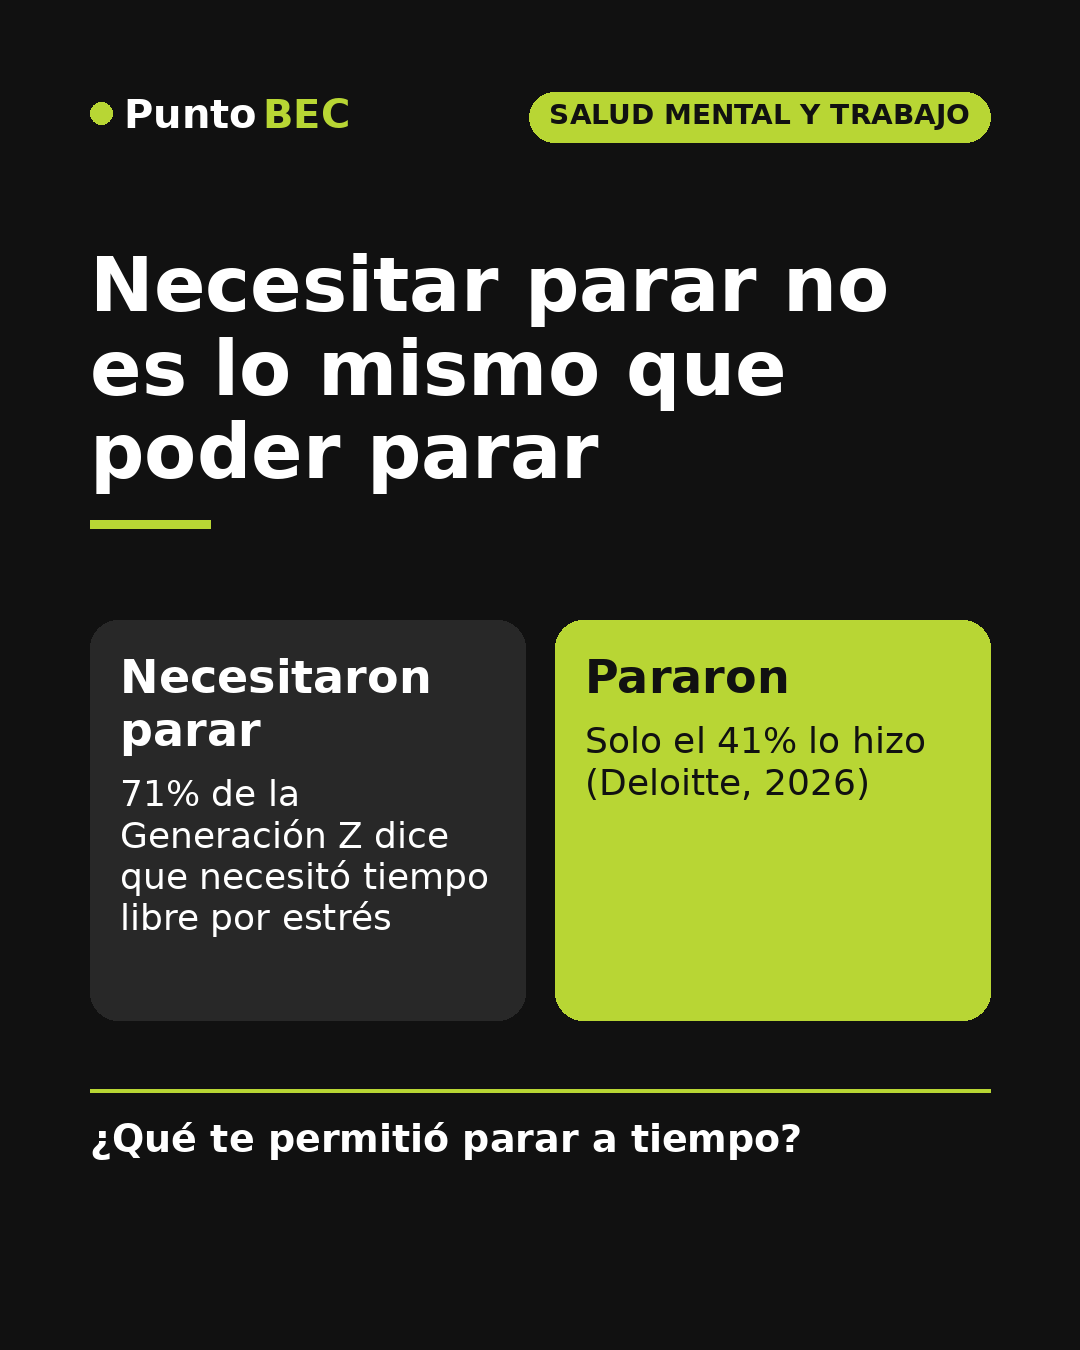 Punto BEC
SALUD MENTAL Y TRABAJO
Necesitar parar no
es lo mismo que
poder parar
Necesitaron
parar
71% de la
Generación Z dice
que necesitó tiempo
libre por estrés
Pararon
Solo el 41% lo hizo
(Deloitte, 2026)
¿Qué te permitió parar a tiempo?